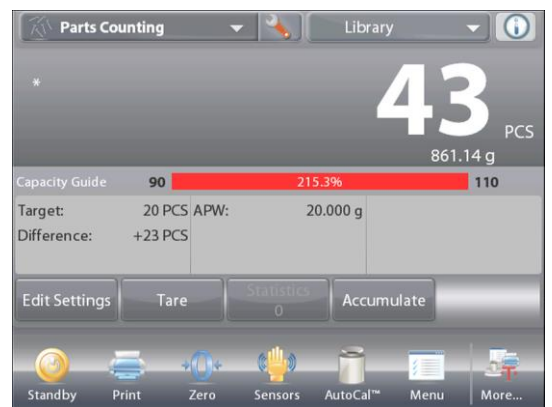 Parts Counting Library
*
43 PCS
861.14 g
Capacity Guide 90 215.3% 110
Target: 20 PCS APW: 20.000 g
Difference: +23 PCS
Edit Settings Tare Statistics Accumulate
0
Standby Print Zero Sensors AutoCal™ Menu More...